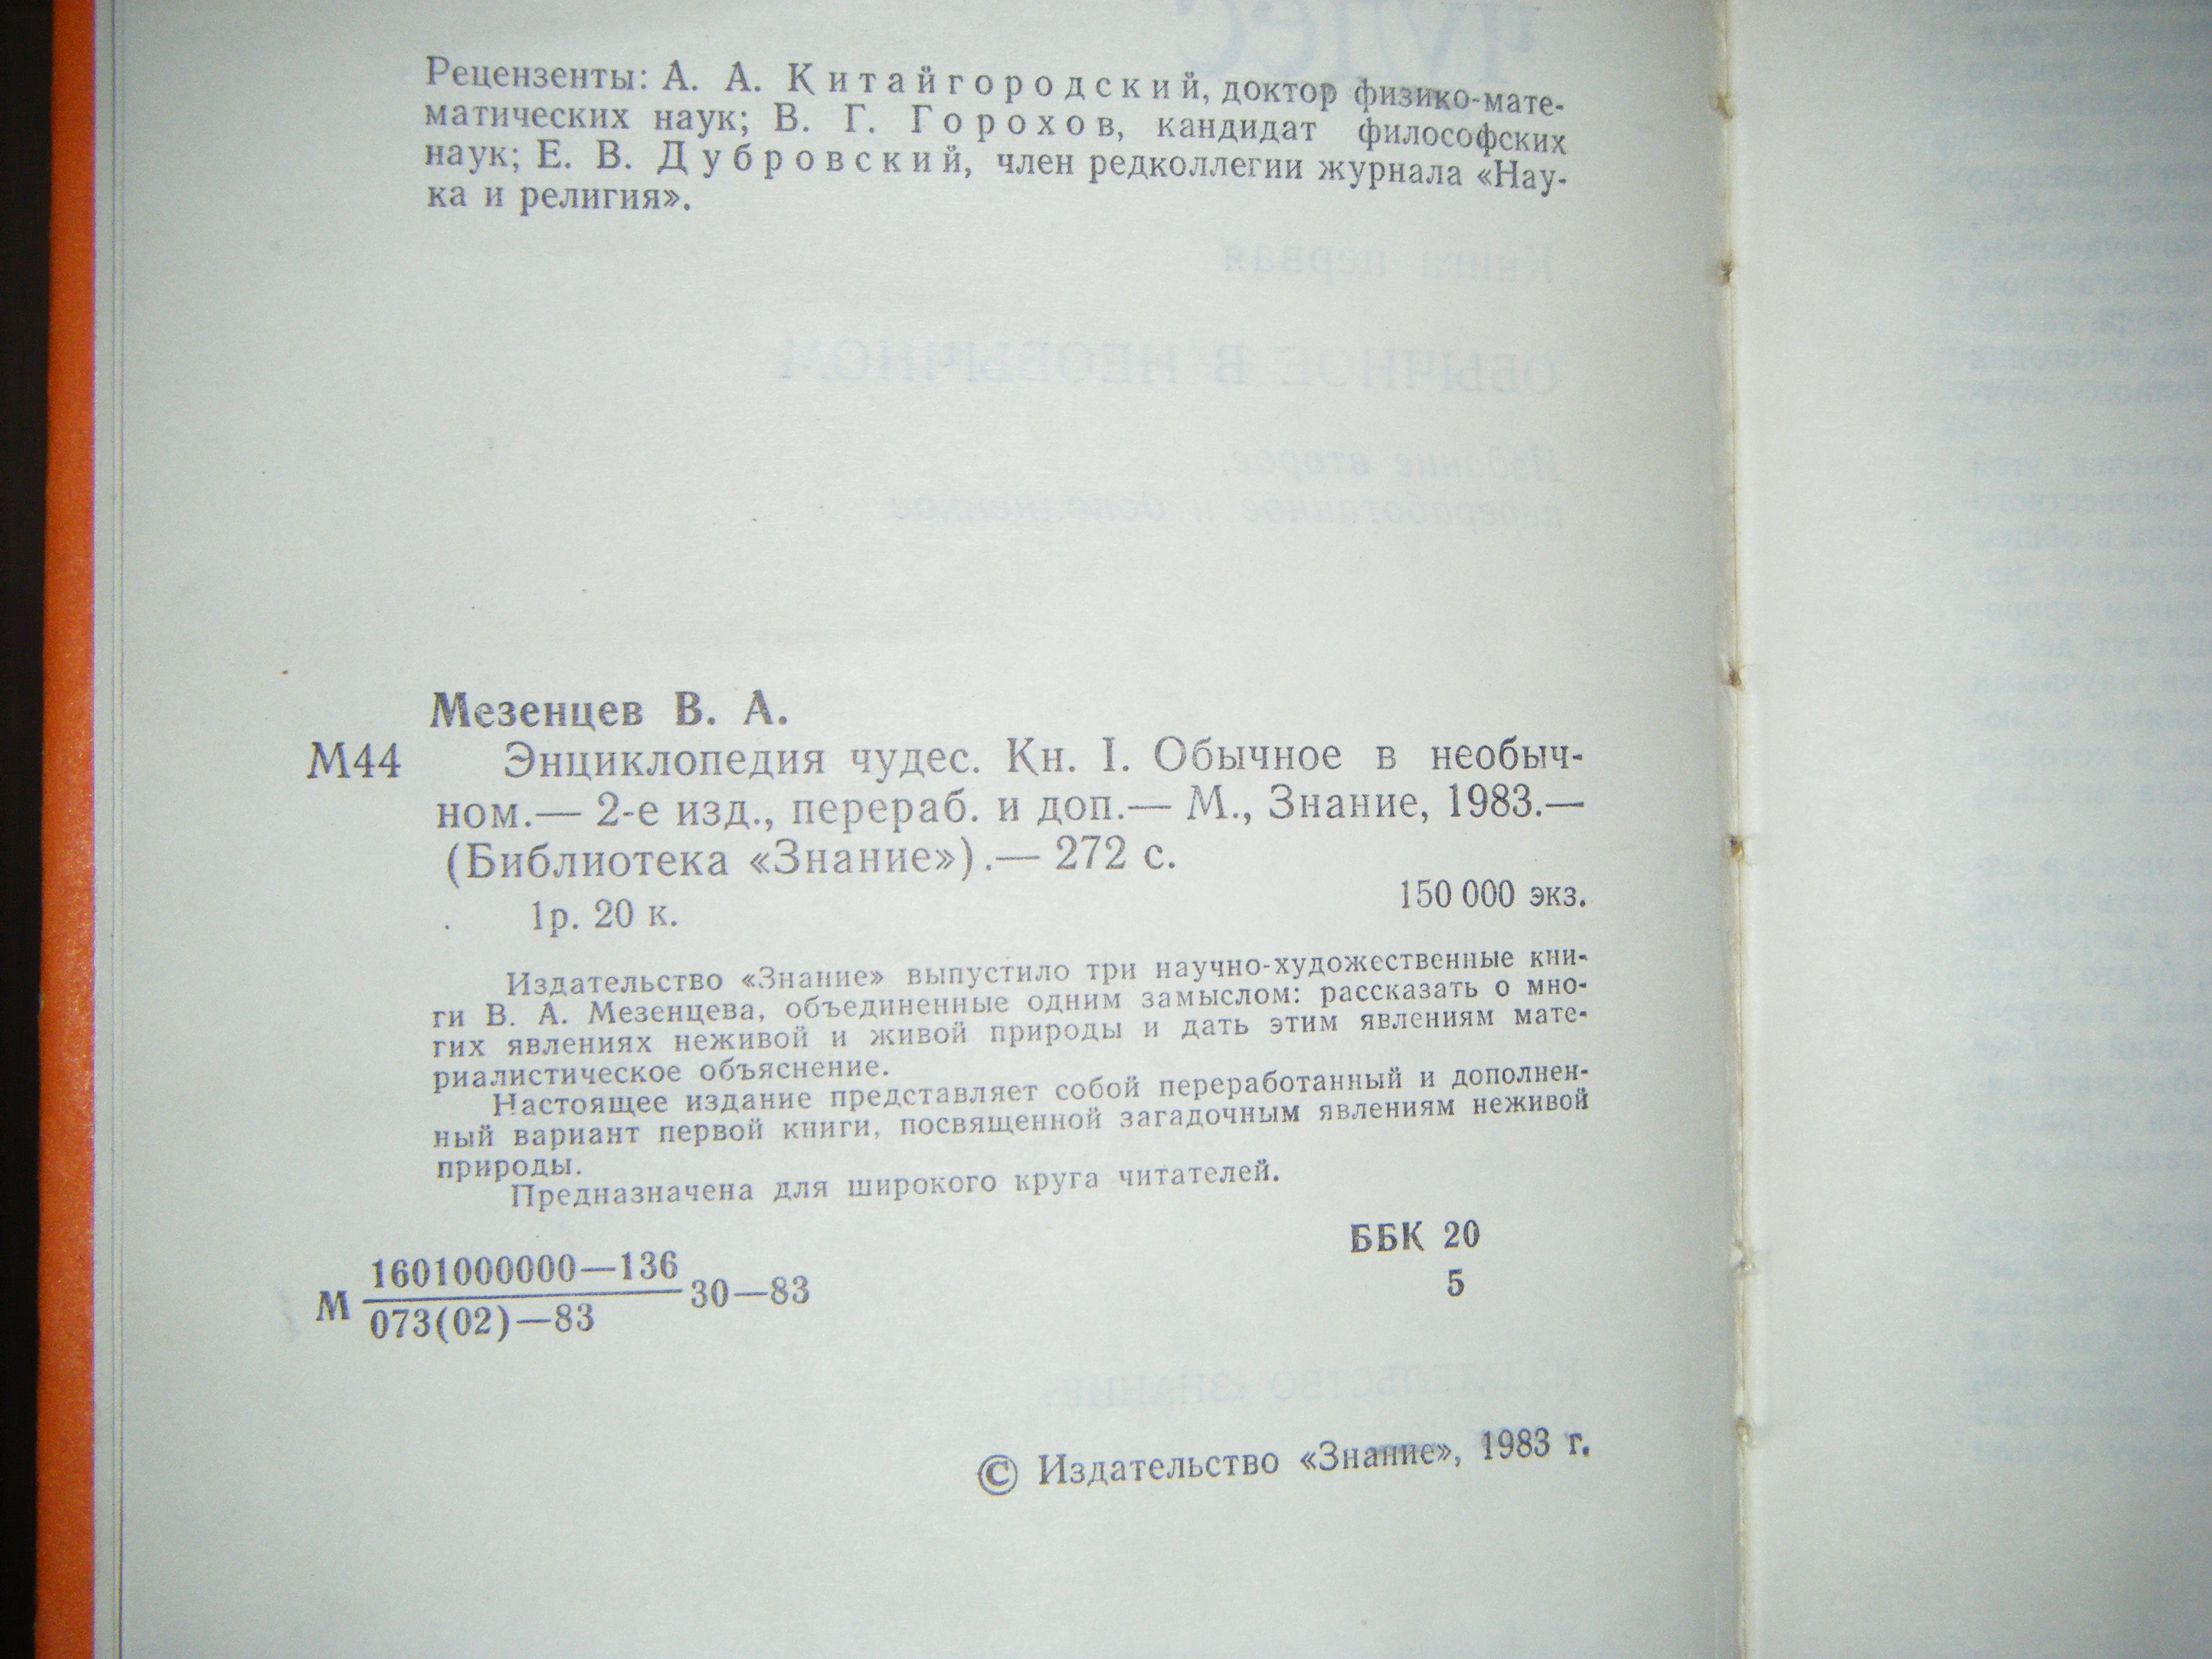 Рецензенты: А. А. Китайгородский, доктор физико-мате-
матических наук; В. Г. Горохов, кандидат философских
наук; Е. В. Дубровский, член редколлегии журнала «Нау-
ка и религия».
Мезенцев В. А.
М44 Энциклопедия чудес. Кн. I. Обычное в необыч-
ном.— 2-е изд., перераб. и доп.— М., Знание, 1983.—
(Библиотека «Знание»).— 272 с.
1р. 20 к. 150 000 экз.
Издательство «Знание» выпустило три научно-художественные кни-
ги В. А. Мезенцева, объединенные одним замыслом: рассказать о мно-
гих явлениях неживой и живой природы и дать этим явлениям мате-
риалистическое объяснение.
Настоящее издание представляет собой переработанный и дополнен-
ный вариант первой книги, посвященной загадочным явлениям неживой
природы.
Предназначена для широкого круга читателей.
ББК 20
5
М 1601000000—136
073(02)—83 30—83
© Издательство «Знание», 1983 г.